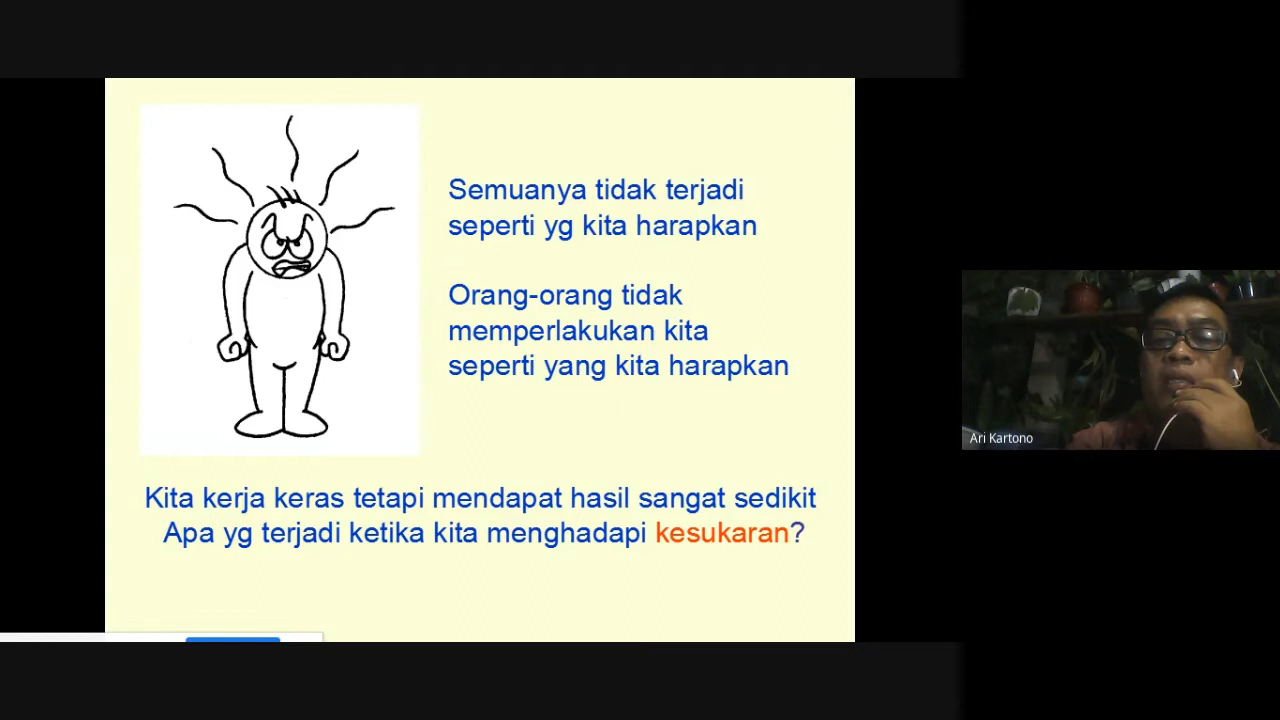 Semuanya tidak terjadi
seperti yg kita harapkan
Orang-orang tidak
memperlakukan kita
seperti yang kita harapkan
Kita kerja keras tetapi mendapat hasil sangat sedikit
Apa yg terjadi ketika kita menghadapi kesukaran?
Ari Kartono